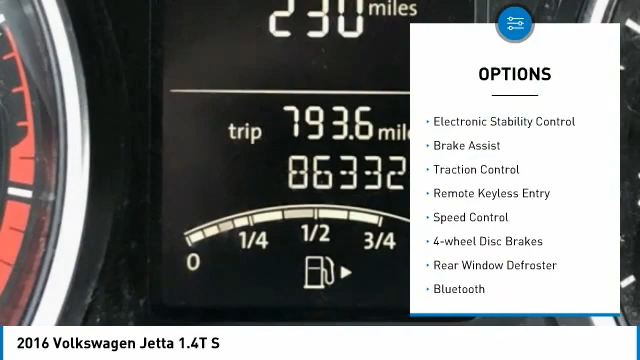 230 miles
trip 793.6 mil
86332
0 1/4 1/2 3/4
OPTIONS
Electronic Stability Control
Brake Assist
Traction Control
Remote Keyless Entry
Speed Control
4-wheel Disc Brakes
Rear Window Defroster
Bluetooth
2016 Volkswagen Jetta 1.4T S